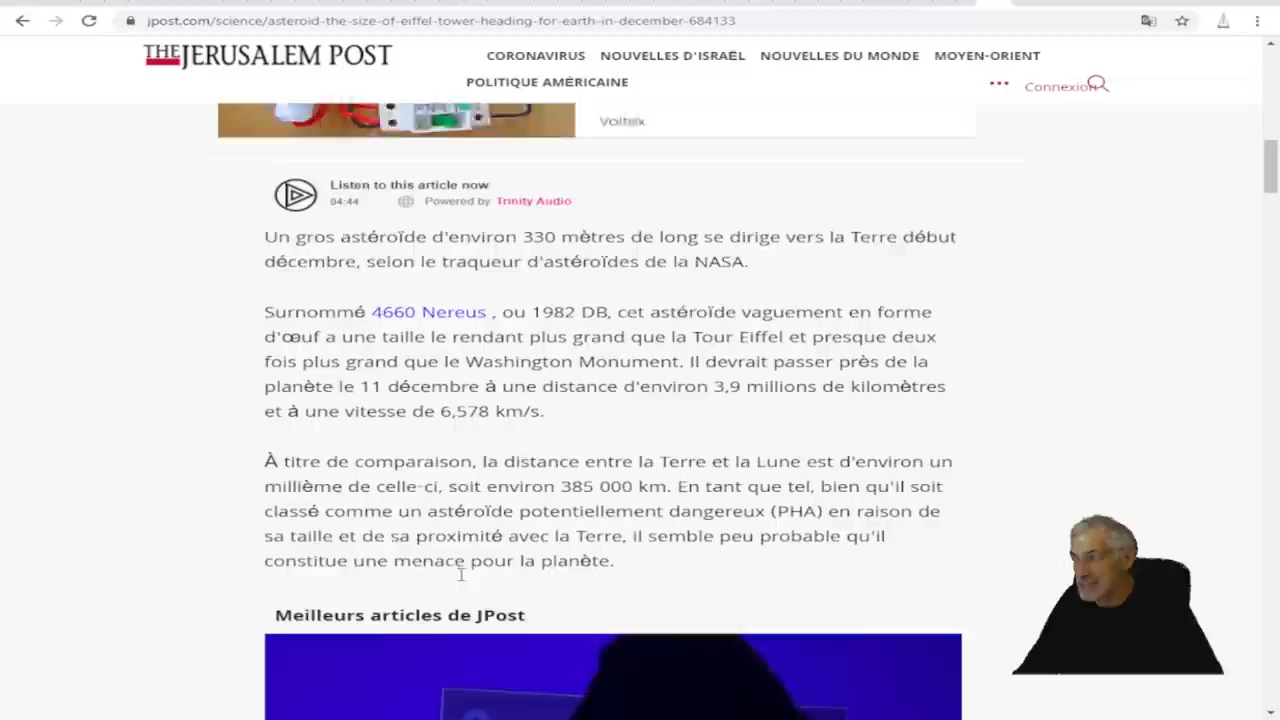 jpost.com/science/asteroid-the-size-of-eiffel-tower-heading-for-earth-in-december-684133
THE JERUSALEM POST
CORONAVIRUS NOUVELLES D'ISRAËL NOUVELLES DU MONDE MOYEN-ORIENT
POLITIQUE AMÉRICAINE
Connexion
Voltex
Listen to this article now
04:44 Powered by Trinity Audio
Un gros astéroïde d'environ 330 mètres de long se dirige vers la Terre début
décembre, selon le traqueur d'astéroïdes de la NASA.
Surnommé 4660 Nereus , ou 1982 DB, cet astéroïde vaguement en forme
d'œuf a une taille le rendant plus grand que la Tour Eiffel et presque deux
fois plus grand que le Washington Monument. Il devrait passer près de la
planète le 11 décembre à une distance d'environ 3,9 millions de kilomètres
et à une vitesse de 6,578 km/s.
À titre de comparaison, la distance entre la Terre et la Lune est d'environ un
millième de celle-ci, soit environ 385 000 km. En tant que tel, bien qu'il soit
classé comme un astéroïde potentiellement dangereux (PHA) en raison de
sa taille et de sa proximité avec la Terre, il semble peu probable qu'il
constitue une menace pour la planète.
Meilleurs articles de JPost